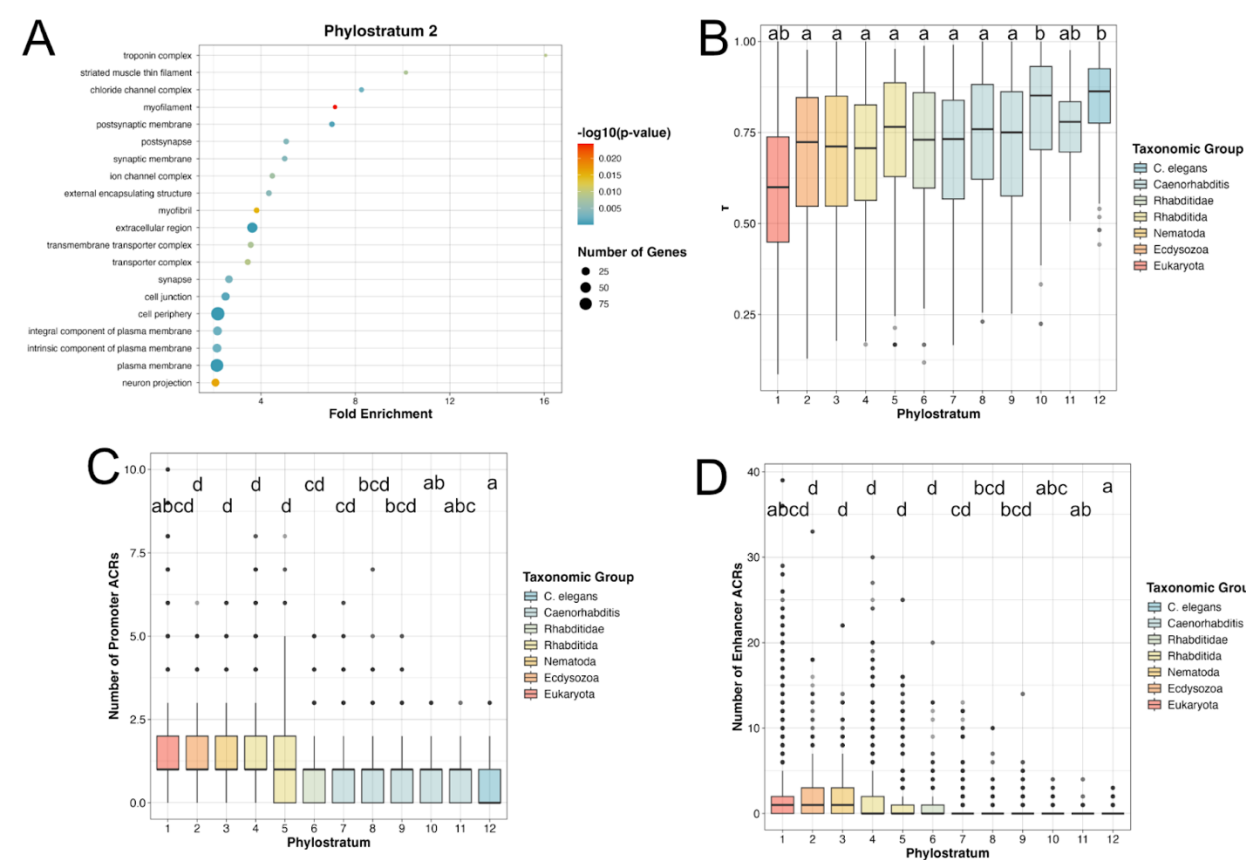 A
Phylostratum 2
troponin complex
striated muscle thin filament
chloride channel complex
myofilament
postsynaptic membrane
postsynapse
synaptic membrane
ion channel complex
external encapsulating structure
myofibril
extracellular region
transmembrane transporter complex
transporter complex
synapse
cell junction
cell periphery
integral component of plasma membrane
intrinsic component of plasma membrane
plasma membrane
neuron projection
4 8 12 16
Fold Enrichment
-log10(p-value)
0.020
0.015
0.010
0.005
Number of Genes
25
50
75
B
ab a a a a a a a a b ab b
1.00
0.75
0.50
0.25
τ
1 2 3 4 5 6 7 8 9 10 11 12
Phylostratum
Taxonomic Group
C. elegans
Caenorhabditis
Rhabditidae
Rhabditida
Nematoda
Ecdysozoa
Eukaryota
C
d d cd bcd ab a
abcd d d cd bcd abc
10.0
7.5
5.0
2.5
0.0
Number of Promoter ACRs
1 2 3 4 5 6 7 8 9 10 11 12
Phylostratum
Taxonomic Group
C. elegans
Caenorhabditis
Rhabditidae
Rhabditida
Nematoda
Ecdysozoa
Eukaryota
D
d d d bcd abc a
abcd d d cd bcd ab
40
30
20
10
0
Number of Enhancer ACRs
1 2 3 4 5 6 7 8 9 10 11 12
Phylostratum
Taxonomic Grou
C. elegans
Caenorhabditis
Rhabditidae
Rhabditida
Nematoda
Ecdysozoa
Eukaryota